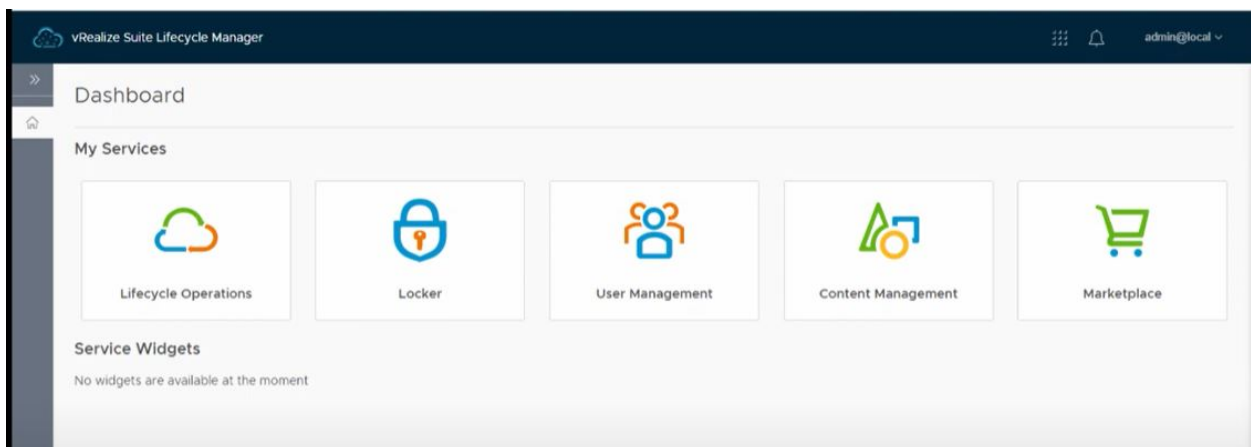 vRealize Suite Lifecycle Manager
admin@local
Dashboard
My Services
Lifecycle Operations
Locker
User Management
Content Management
Marketplace
Service Widgets
No widgets are available at the moment